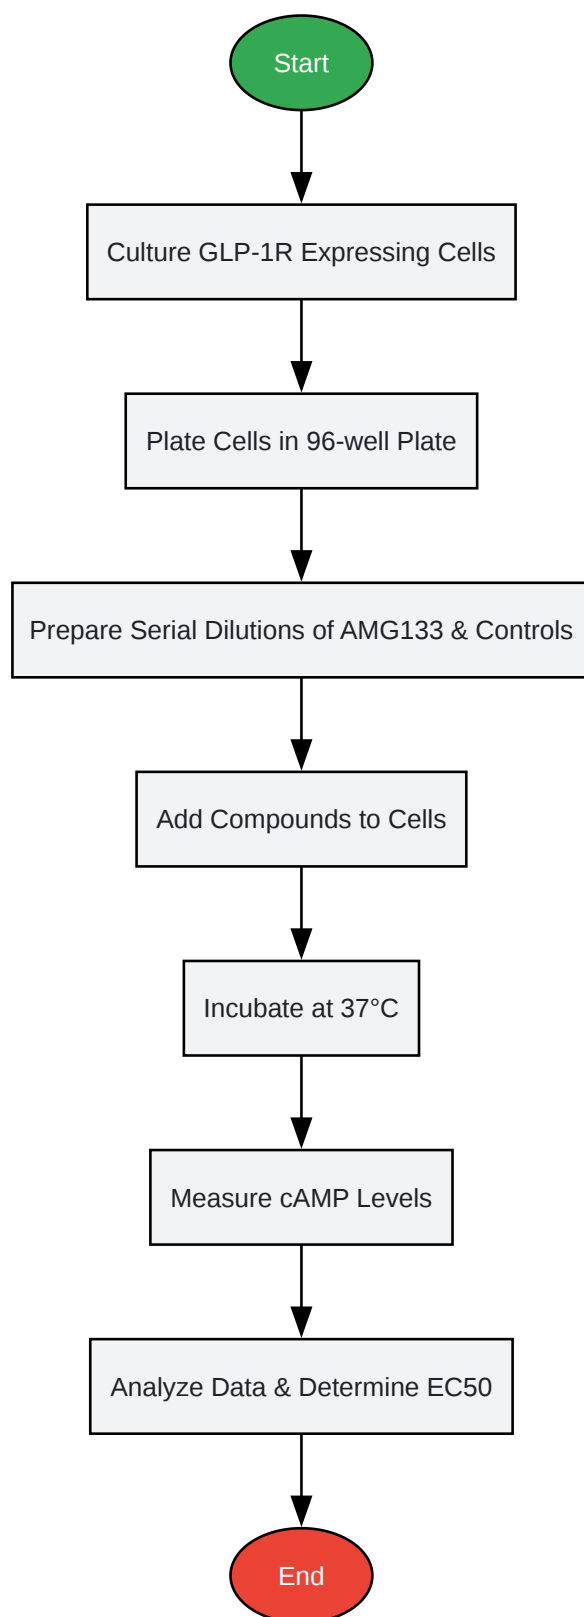 Start
Culture GLP-1R Expressing Cells
Plate Cells in 96-well Plate
Prepare Serial Dilutions of AMG133 & Controls
Add Compounds to Cells
Incubate at 37°C
Measure cAMP Levels
Analyze Data & Determine EC50
End